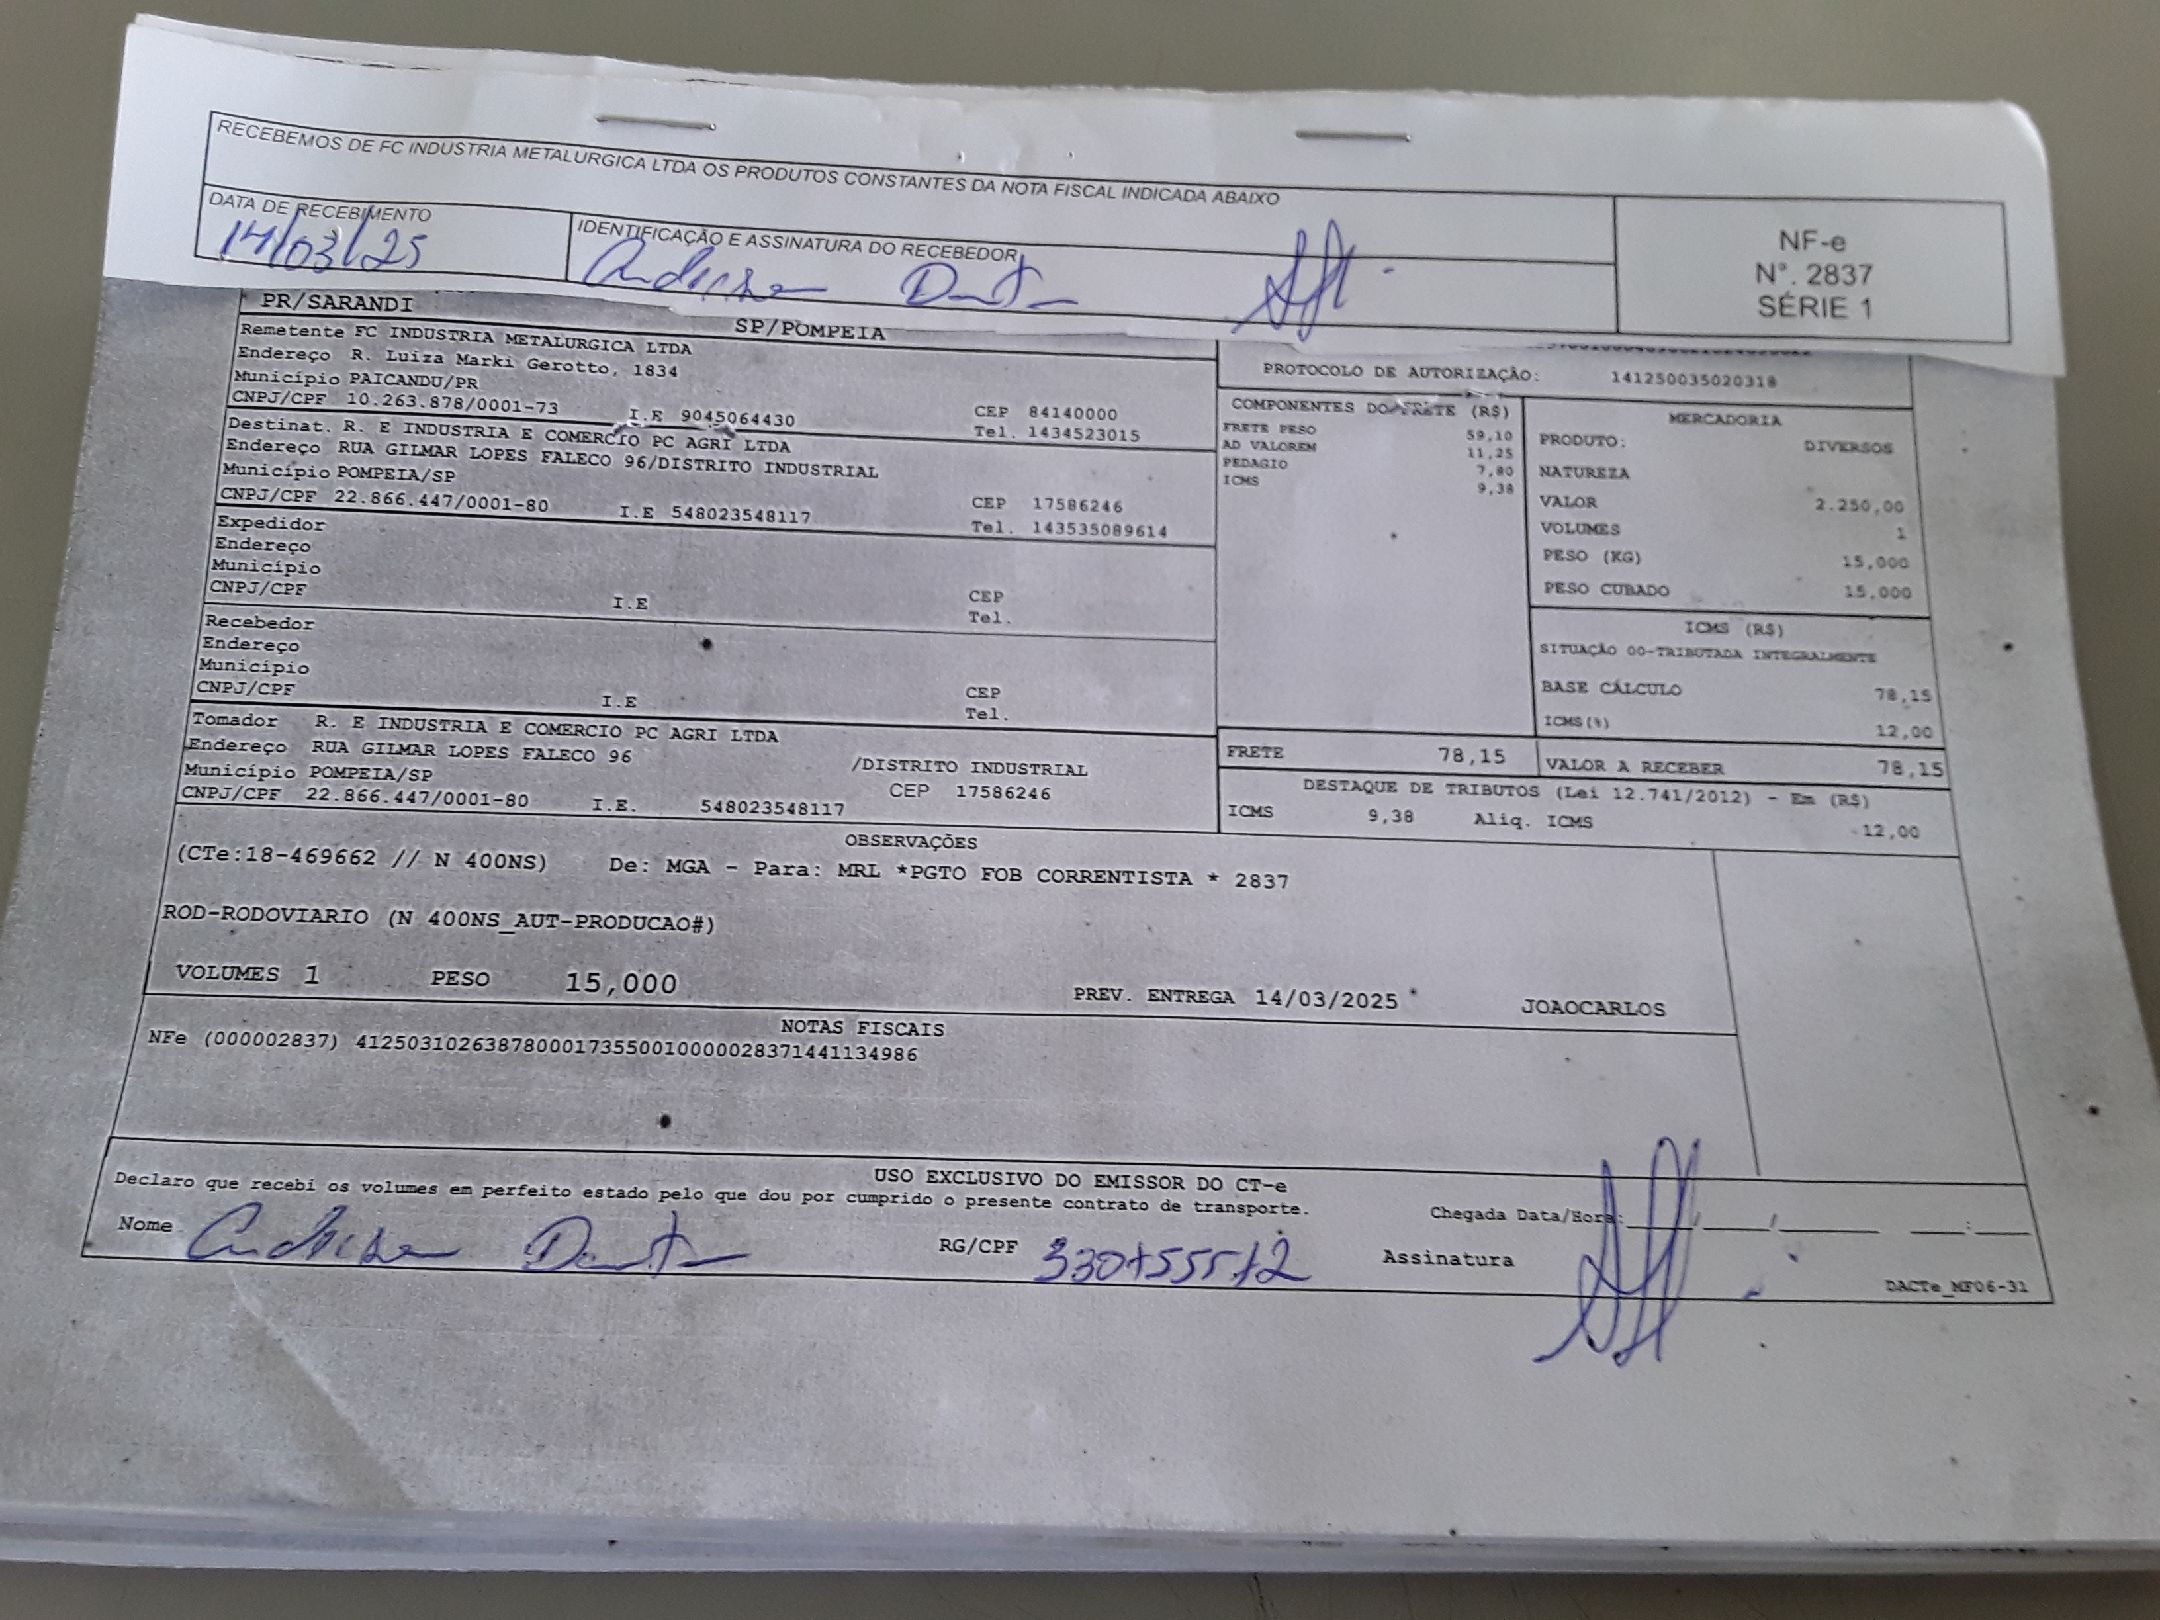 RECEBEMOS DE FC INDUSTRIA METALURGICA LTDA OS PRODUTOS CONSTANTES DA NOTA FISCAL INDICADA ABAIXO
DATA DE RECEBIMENTO
14/03/25
IDENTIFICAÇÃO E ASSINATURA DO RECEBEDOR
NF-e
N°. 2837
SÉRIE 1
PR/SARANDI
SP/POMPEIA
Remetente FC INDUSTRIA METALURGICA LTDA
Endereço R. Luiza Marki Gerotto, 1834
Município PAICANDU/PR
CNPJ/CPF 10.263.878/0001-73 I.E 9045064430
CEP 84140000
Tel. 1434523015
Destinat. R. E INDUSTRIA E COMERCIO PC AGRI LTDA
Endereço RUA GILMAR LOPES FALECO 96/DISTRITO INDUSTRIAL
Município POMPEIA/SP
CNPJ/CPF 22.866.447/0001-80 I.E 548023548117
CEP 17586246
Tel. 143535089614
Expedidor
Endereço
Município
CNPJ/CPF I.E
CEP
Tel.
Recebedor
Endereço
Município
CNPJ/CPF I.E
CEP
Tel.
Tomador R. E INDUSTRIA E COMERCIO PC AGRI LTDA
Endereço RUA GILMAR LOPES FALECO 96 /DISTRITO INDUSTRIAL
Município POMPEIA/SP CEP 17586246
CNPJ/CPF 22.866.447/0001-80 I.E. 548023548117
PROTOCOLO DE AUTORIZAÇÃO: 141250035020318
COMPONENTES DO FRETE (R$)
FRETE PESO 59,10
AD VALOREM 11,25
PEDAGIO 7,80
ICMS 9,38
MERCADORIA
PRODUTO: DIVERSOS
NATUREZA
VALOR 2.250,00
VOLUMES 1
PESO (KG) 15,000
PESO CUBADO 15,000
ICMS (R$)
SITUAÇÃO 00-TRIBUTADA INTEGRALMENTE
BASE CÁLCULO 78,15
ICMS(%) 12,00
FRETE 78,15 VALOR A RECEBER 78,15
DESTAQUE DE TRIBUTOS (Lei 12.741/2012) - Em (R$)
ICMS 9,38 Aliq. ICMS 12,00
OBSERVAÇÕES
(CTe:18-469662 // N 400NS) De: MGA - Para: MRL *PGTO FOB CORRENTISTA * 2837
ROD-RODOVIARIO (N 400NS_AUT-PRODUCAO#)
VOLUMES 1 PESO 15,000 PREV. ENTREGA 14/03/2025 JOAOCARLOS
NOTAS FISCAIS
NFe (000002837) 41250310263878000173550010000028371441134986
USO EXCLUSIVO DO EMISSOR DO CT-e
Declaro que recebi os volumes em perfeito estado pelo que dou por cumprido o presente contrato de transporte.
Chegada Data/Hora: ____/____/______ ___:___
Nome
RG/CPF
Assinatura
DACTe_MF06-31